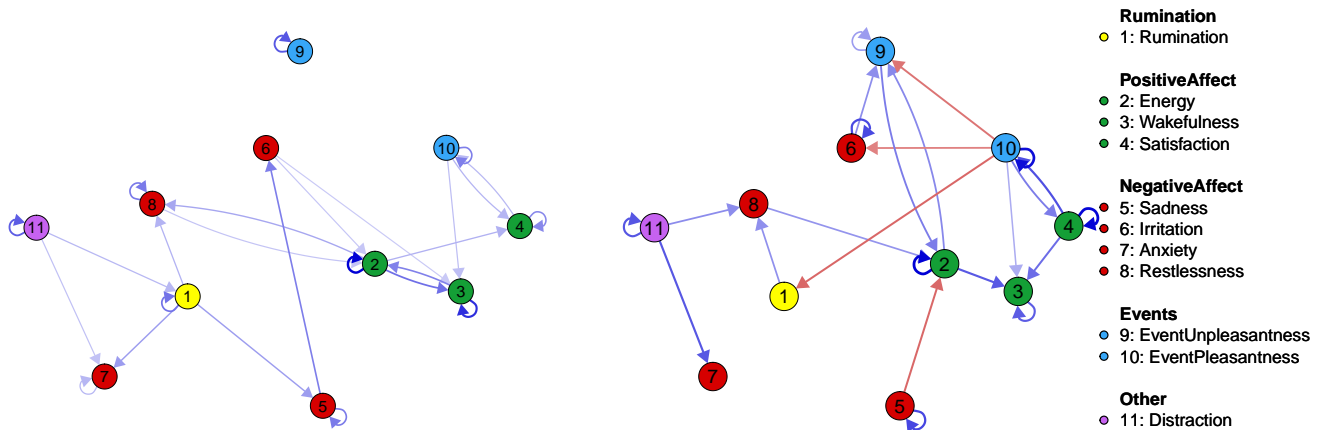 9
6
10
8
11
4
2
3
1
7
5
9
6
10
8
11
4
2
3
1
7
5
Rumination
1: Rumination
PositiveAffect
2: Energy
3: Wakefulness
4: Satisfaction
NegativeAffect
5: Sadness
6: Irritation
7: Anxiety
8: Restlessness
Events
9: EventUnpleasantness
10: EventPleasantness
Other
11: Distraction